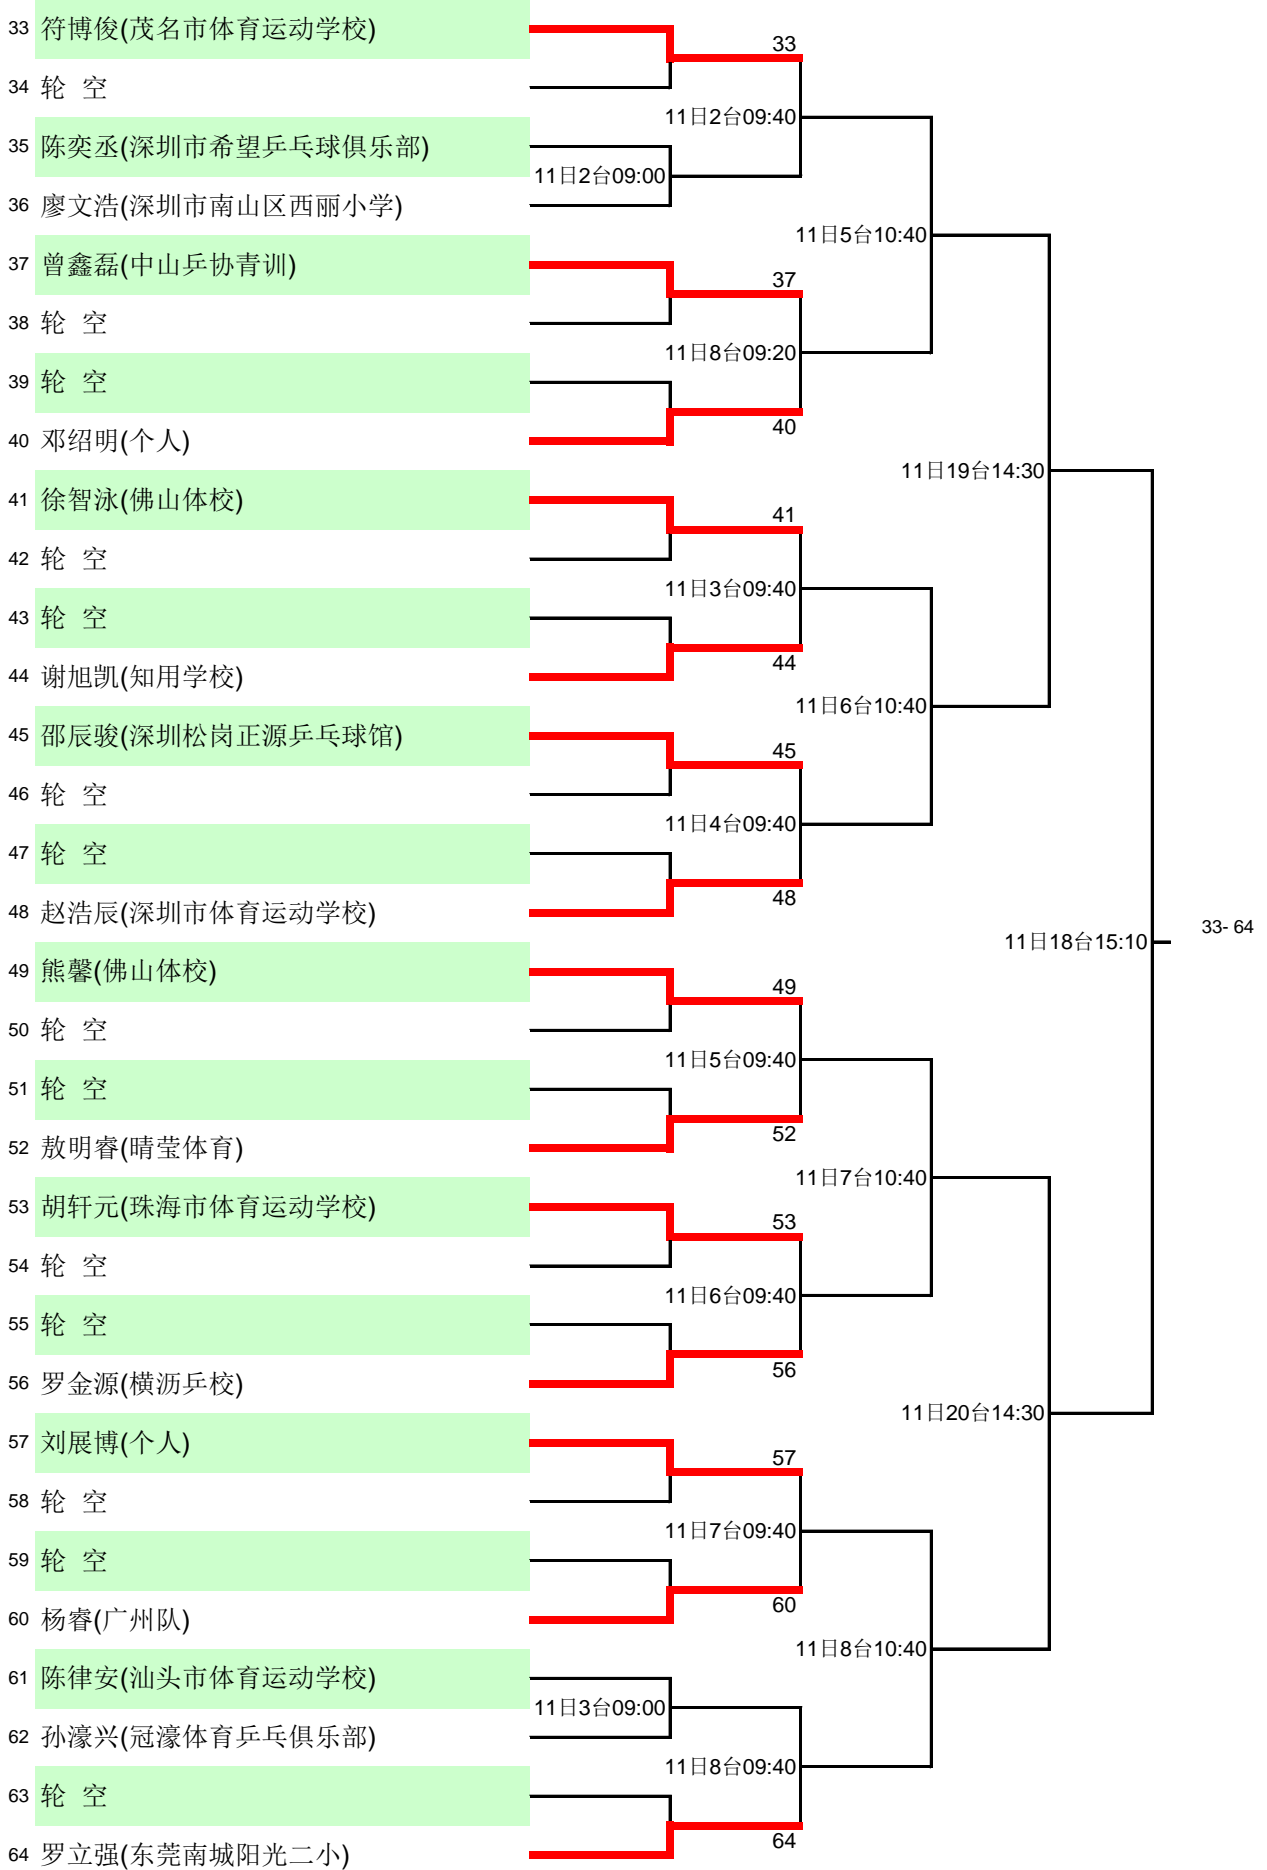 33 符博俊(茂名市体育运动学校)
33
34 轮 空
11日2台09:40
35 陈奕丞(深圳市希望乒乓球俱乐部)
11日2台09:00
36 廖文浩(深圳市南山区西丽小学)
11日5台10:40
37 曾鑫磊(中山乒协青训)
37
38 轮 空
11日8台09:20
39 轮 空
40
40 邓绍明(个人)
11日19台14:30
41 徐智泳(佛山体校)
41
42 轮 空
11日3台09:40
43 轮 空
44
44 谢旭凯(知用学校)
11日6台10:40
45 邵辰骏(深圳松岗正源乒乓球馆)
45
46 轮 空
11日4台09:40
47 轮 空
48
48 赵浩辰(深圳市体育运动学校)
33- 64
11日18台15:10
49 熊馨(佛山体校)
49
50 轮 空
11日5台09:40
51 轮 空
52
52 敖明睿(晴莹体育)
11日7台10:40
53 胡轩元(珠海市体育运动学校)
53
54 轮 空
11日6台09:40
55 轮 空
56
56 罗金源(横沥乒校)
11日20台14:30
57 刘展博(个人)
57
58 轮 空
11日7台09:40
59 轮 空
60
60 杨睿(广州队)
11日8台10:40
61 陈律安(汕头市体育运动学校)
11日3台09:00
62 孙濠兴(冠濠体育乒乓俱乐部)
11日8台09:40
63 轮 空
64
64 罗立强(东莞南城阳光二小)